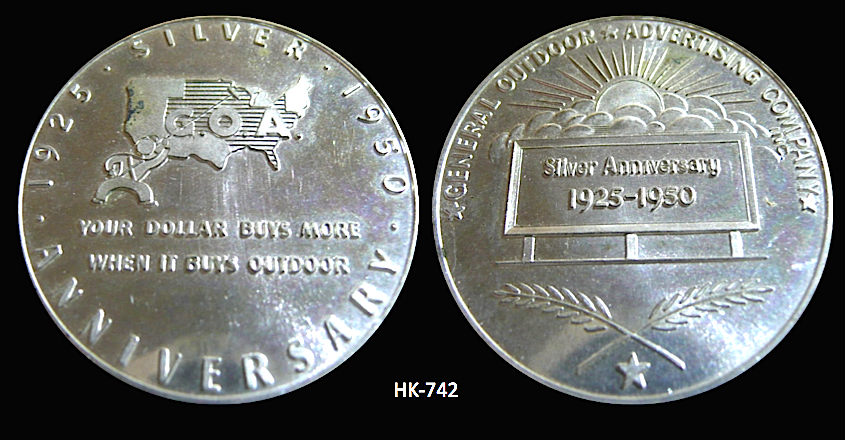 · 1925 · SILVER · 1950 ·
ANNIVERSARY
GOA
YOUR DOLLAR BUYS MORE
WHEN IT BUYS OUTDOOR
★ GENERAL OUTDOOR ★ ADVERTISING COMPANY INC. ★
Silver Anniversary
1925-1950
HK-742